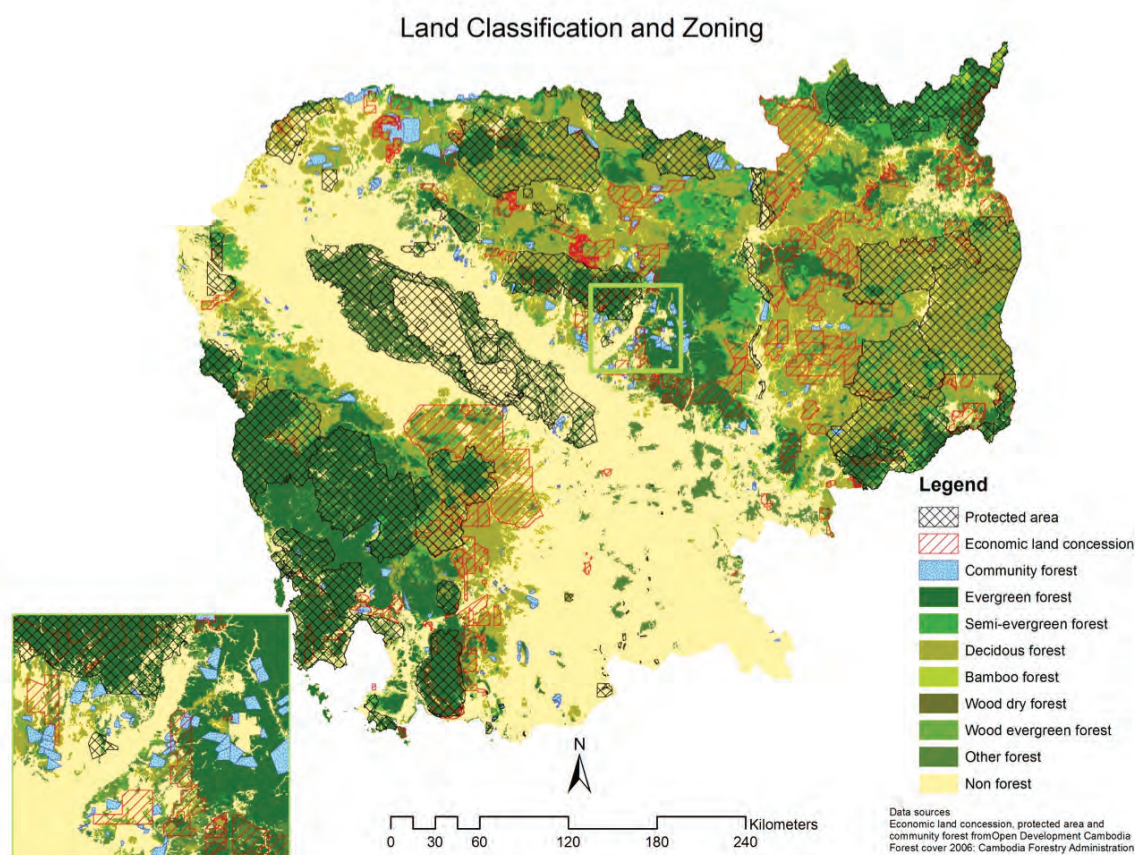 Land Classification and Zoning
Legend
Protected area
Economic land concession
Community forest
Evergreen forest
Semi-evergreen forest
Decidous forest
Bamboo forest
Wood dry forest
Wood evergreen forest
Other forest
Non forest
N
Kilometers
0 30 60 120 180 240
Data sources
Economic land concession, protected area and
community forest fromOpen Development Cambodia
Forest cover 2006: Cambodia Forestry Administration